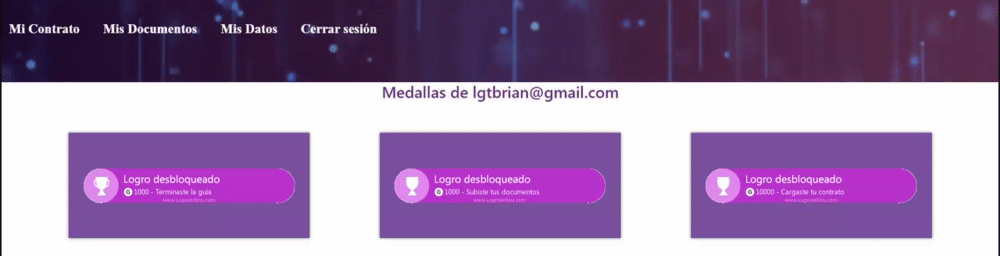 Mi Contrato Mis Documentos Mis Datos Cerrar sesión
Medallas de lgtbrian@gmail.com
Logro desbloqueado
G 1000 - Terminaste la guía
Logro desbloqueado
G 1000 - Subiste tus documentos
Logro desbloqueado
G 10000 - Cargaste tu contrato